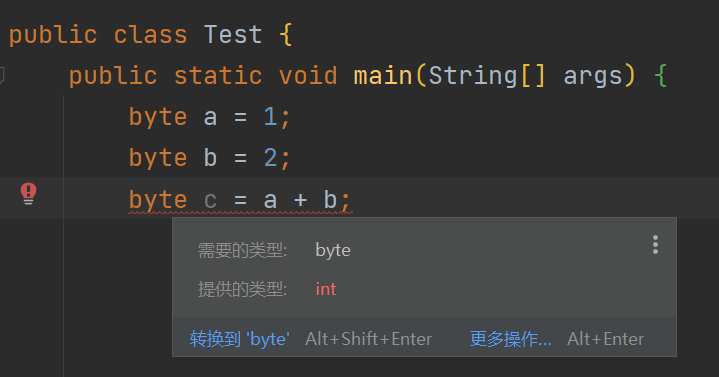 public class Test {
public static void main(String[] args) {
byte a = 1;
byte b = 2;
byte c = a + b;
需要的类型: byte
提供的类型: int
转换到 'byte' Alt+Shift+Enter 更多操作... Alt+Enter